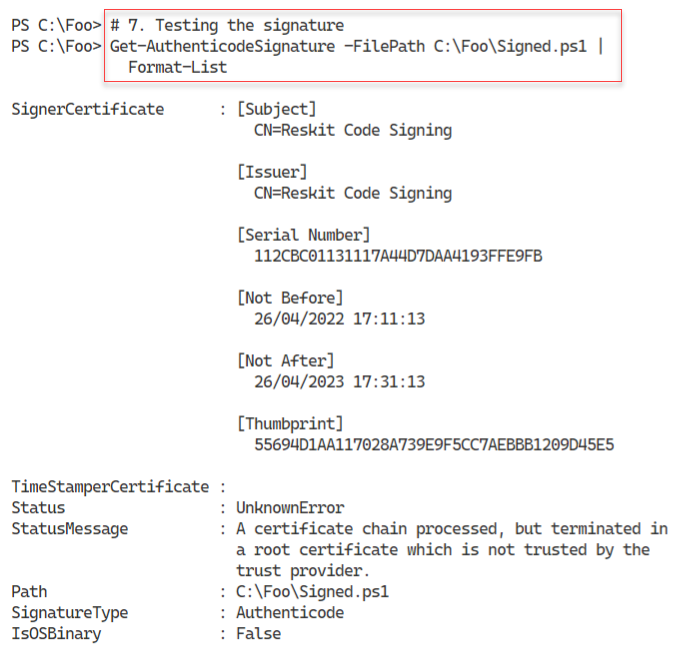 PS C:\Foo> # 7. Testing the signature
PS C:\Foo> Get-AuthenticodeSignature -FilePath C:\Foo\Signed.ps1 |
Format-List
SignerCertificate : [Subject]
CN=Reskit Code Signing
[Issuer]
CN=Reskit Code Signing
[Serial Number]
112CBC01131117A44D7DAA4193FFE9FB
[Not Before]
26/04/2022 17:11:13
[Not After]
26/04/2023 17:31:13
[Thumbprint]
55694D1AA117028A739E9F5CC7AEBBB1209D45E5
TimeStamperCertificate :
Status : UnknownError
StatusMessage : A certificate chain processed, but terminated in
a root certificate which is not trusted by the
trust provider.
Path : C:\Foo\Signed.ps1
SignatureType : Authenticode
IsOSBinary : False